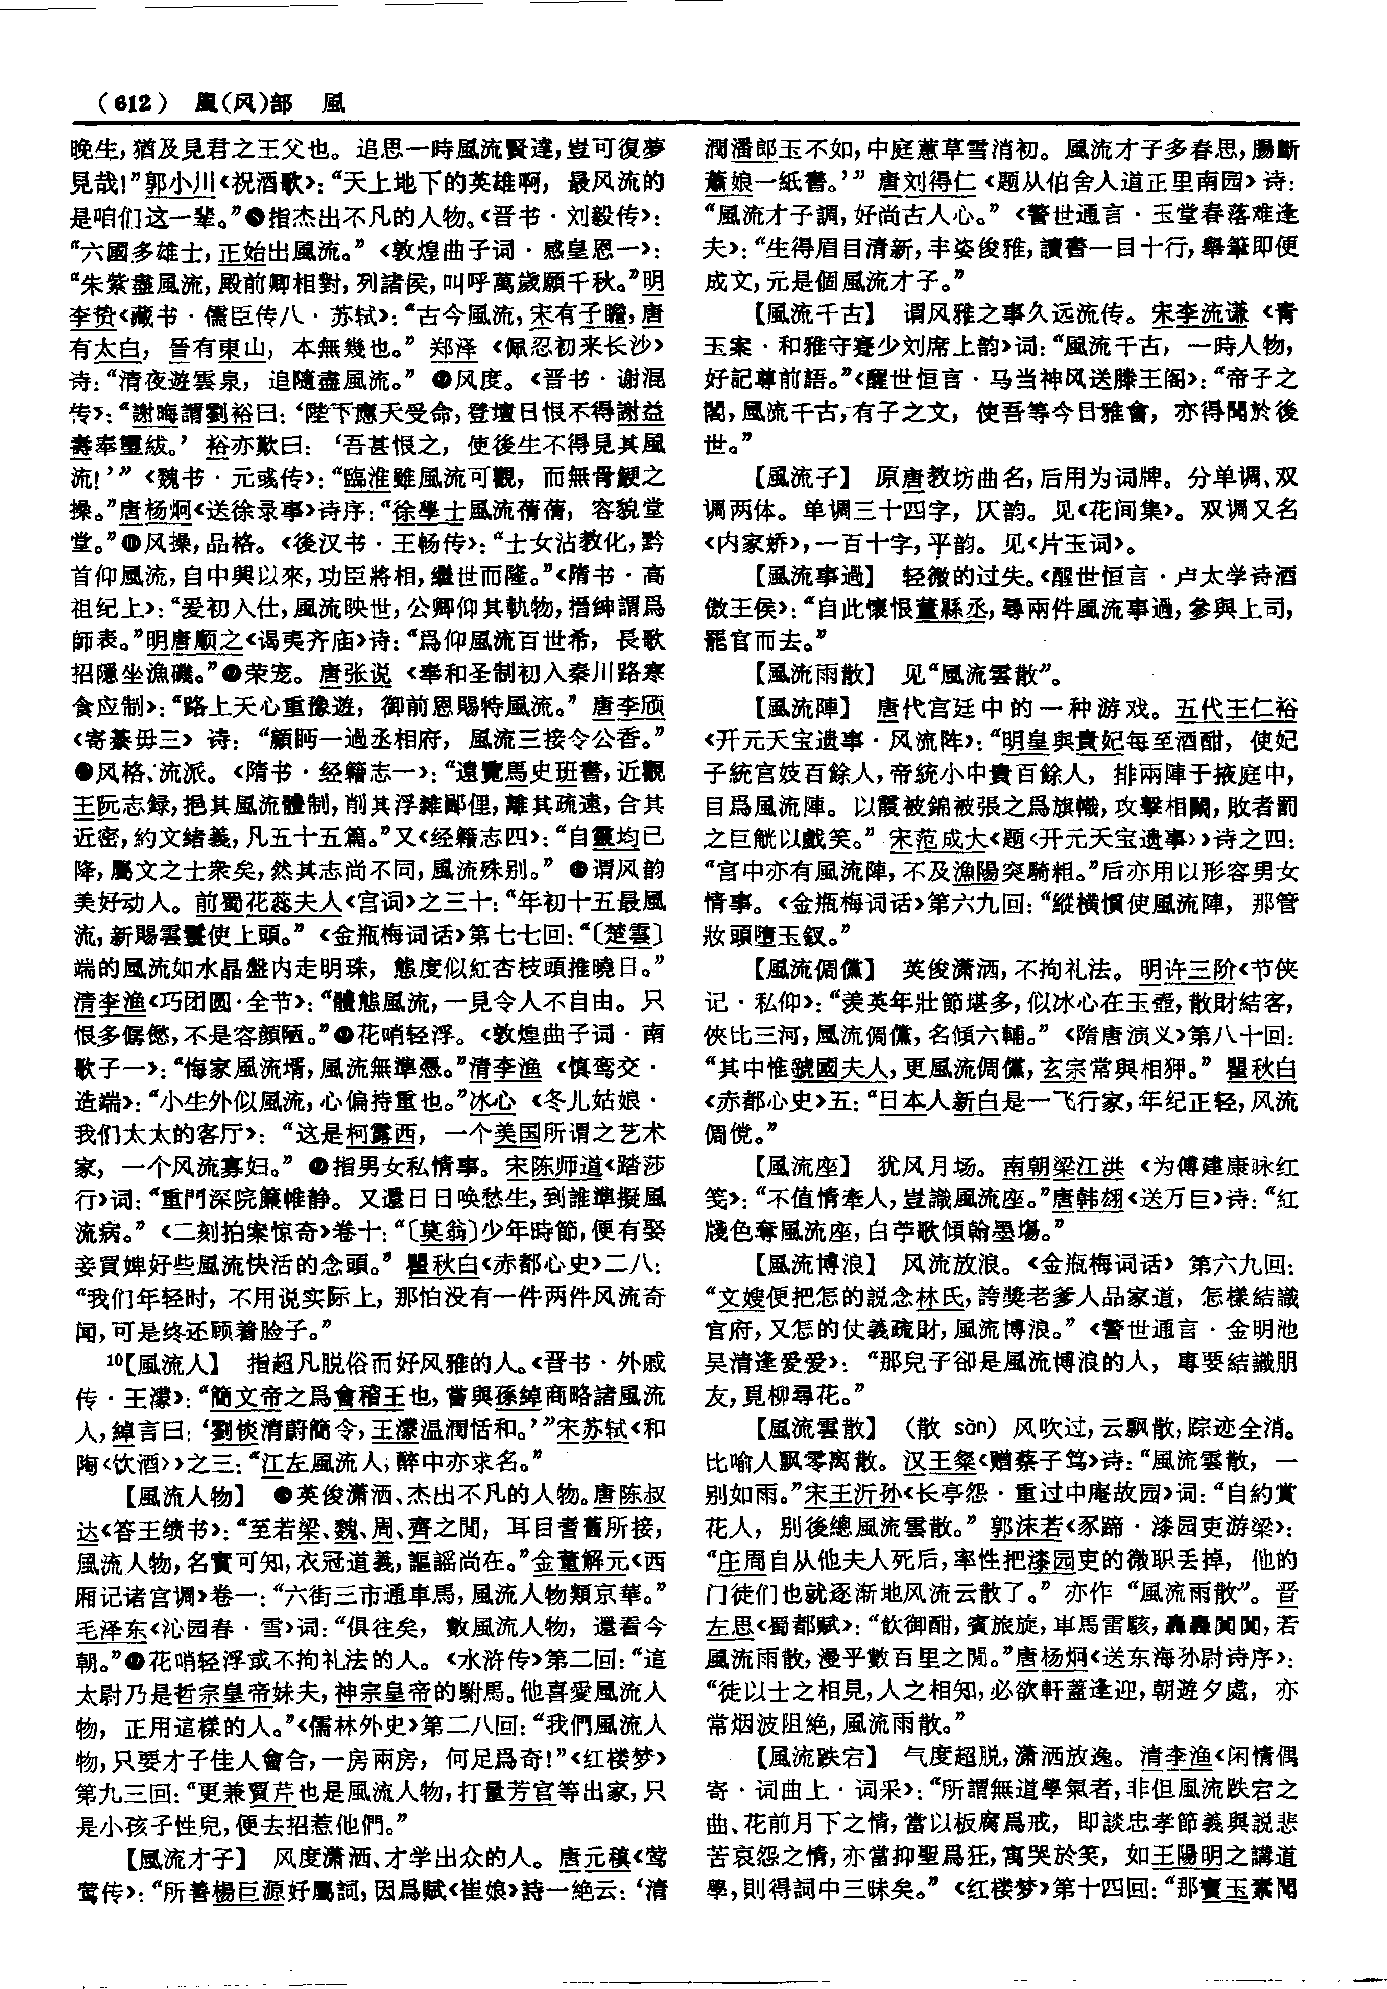 （612） 風(风)部 風
晚生，猶及見君之王父也。追思一時風流賢達，豈可復夢
見哉！”郭小川《祝酒歌》：“天上地下的英雄啊，最风流的
是咱们这一辈。”指杰出不凡的人物。《晋书·刘毅传》：
“六國多雄士，正始出風流。”《敦煌曲子词·感皇恩一》：
“朱紫盡風流，殿前卿相對，列諸侯，叫呼萬歲願千秋。”明
李贽《藏书·儒臣传八·苏轼》：“古今風流，宋有子瞻，唐
有太白，晉有東山，本無幾也。”郑泽《佩忍初来长沙》
诗：“清夜遊雲泉，追隨盡風流。”风度。《晋书·谢混
传》：“謝晦謂劉裕曰：‘陛下應天受命，登壇日恨不得謝益
壽奉璽紱。’裕亦歎曰：‘吾甚恨之，使後生不得見其風
流！’”《魏书·元彧传》：“臨淮雖風流可觀，而無骨鯁之
操。”唐杨炯《送徐录事》诗序：“徐學士風流蒨蒨，容貌堂
堂。”风操，品格。《後汉书·王畅传》：“士女沾教化，黔
首仰風流，自中興以來，功臣將相，繼世而隆。”《隋书·高
祖纪上》：“爰初入仕，風流映世，公卿仰其軌物，搢紳謂爲
師表。”明唐顺之《谒夷齐庙》诗：“爲仰風流百世希，長歌
招隱坐漁磯。”荣宠。唐张说《奉和圣制初入秦川路寒
食应制》：“路上天心重豫遊，御前恩賜特風流。”唐李颀
《寄綦毋三》诗：“顧眄一過丞相府，風流三接令公香。”
风格、流派。《隋书·经籍志一》：“遠覽馬史班書，近觀
王阮志録，挹其風流體制，削其浮雜鄙俚，離其疏遠，合其
近密，約文緒義，凡五十五篇。”又《经籍志四》：“自靈均已
降，屬文之士衆矣，然其志尚不同，風流殊别。”谓风韵
美好动人。前蜀花蕊夫人《宫词》之三十：“年初十五最風
流，新賜雲鬟使上頭。”《金瓶梅词话》第七七回：“〔楚雲〕
端的風流如水晶盤内走明珠，態度似紅杏枝頭推曉日。”
清李渔《巧团圆·全节》：“體態風流，一見令人不自由。只
恨多僝僽，不是容顏陋。”花哨轻浮。《敦煌曲子词·南
歌子一》：“悔家風流壻，風流無準憑。”清李渔《慎鸾交·
造端》：“小生外似風流，心偏持重也。”冰心《冬儿姑娘·
我们太太的客厅》：“这是柯露西，一个美国所谓之艺术
家，一个风流寡妇。”指男女私情事。宋陈师道《踏莎
行》词：“重門深院簾帷静。又還日日唤愁生，到誰準擬風
流病。”《二刻拍案惊奇》卷十：“〔莫翁〕少年時節，便有娶
妾買婢好些風流快活的念頭。”瞿秋白《赤都心史》二八：
“我们年轻时，不用说实际上，那怕没有一件两件风流奇
闻，可是终还顾着脸子。”
10【風流人】 指超凡脱俗而好风雅的人。《晋书·外戚
传·王濛》：“簡文帝之爲會稽王也，嘗與孫綽商略諸風流
人，綽言曰：‘劉惔清蔚簡令，王濛温潤恬和。’”宋苏轼《和
陶〈饮酒〉》之三：“江左風流人，醉中亦求名。”
【風流人物】 英俊潇洒、杰出不凡的人物。唐陈叔
达《答王绩书》：“至若梁、魏、周、齊之閒，耳目耆舊所接，
風流人物，名實可知，衣冠道義，謳謡尚在。”金董解元《西
厢记诸宫调》卷一：“六街三市通車馬，風流人物類京華。”
毛泽东《沁园春·雪》词：“俱往矣，數風流人物，還看今
朝。”花哨轻浮或不拘礼法的人。《水浒传》第二回：“這
太尉乃是哲宗皇帝妹夫，神宗皇帝的駙馬。他喜愛風流人
物，正用這樣的人。”《儒林外史》第二八回：“我們風流人
物，只要才子佳人會合，一房兩房，何足爲奇！”《红楼梦》
第九三回：“更兼賈芹也是風流人物，打量芳官等出家，只
是小孩子性兒，便去招惹他們。”
【風流才子】 风度潇洒、才学出众的人。唐元稹《莺
莺传》：“所善楊巨源好屬詞，因爲賦《崔娘》詩一絶云：‘清
潤潘郎玉不如，中庭蕙草雪消初。風流才子多春思，腸斷
蕭娘一紙書。’”唐刘得仁《题从伯舍人道正里南园》诗：
“風流才子調，好尚古人心。”《警世通言·玉堂春落难逢
夫》：“生得眉目清新，丰姿俊雅，讀書一目十行，舉筆即便
成文，元是個風流才子。”
【風流千古】 谓风雅之事久远流传。宋李流谦《青
玉案·和雅守蹇少刘席上韵》词：“風流千古，一時人物，
好記尊前語。”《醒世恒言·马当神风送滕王阁》：“帝子之
閣，風流千古，有子之文，使吾等今日雅會，亦得聞於後
世。”
【風流子】 原唐教坊曲名，后用为词牌。分单调、双
调两体。单调三十四字，仄韵。见《花间集》。双调又名
《内家娇》，一百十字，平韵。见《片玉词》。
【風流事過】 轻微的过失。《醒世恒言·卢太学诗酒
傲王侯》：“自此懷恨董縣丞，尋兩件風流事過，參與上司，
罷官而去。”
【風流雨散】 见“風流雲散”。
【風流陣】 唐代宫廷中的一种游戏。五代王仁裕
《开元天宝遗事·风流阵》：“明皇與貴妃每至酒酣，使妃
子統宫妓百餘人，帝統小中貴百餘人，排兩陣于掖庭中，
目爲風流陣。以霞被錦被張之爲旗幟，攻擊相鬭，敗者罰
之巨觥以戲笑。”宋范成大《题〈开元天宝遗事〉》诗之四：
“宫中亦有風流陣，不及漁陽突騎粗。”后亦用以形容男女
情事。《金瓶梅词话》第六九回：“縱横慣使風流陣，那管
妝頭墮玉釵。”
【風流倜儻】 英俊潇洒，不拘礼法。明许三阶《节侠
记·私仰》：“羡英年壯節堪多，似冰心在玉壺，散財結客，
俠比三河，風流倜儻，名傾六輔。”《隋唐演义》第八十回：
“其中惟虢國夫人，更風流倜儻，玄宗常與相狎。”瞿秋白
《赤都心史》五：“日本人新白是一飞行家，年纪正轻，风流
倜傥。”
【風流座】 犹风月场。南朝梁江洪《为傅建康咏红
笺》：“不值情牽人，豈識風流座。”唐韩翃《送万巨》诗：“紅
牋色奪風流座，白苧歌傾翰墨場。”
【風流博浪】 风流放浪。《金瓶梅词话》第六九回：
“文嫂便把怎的説念林氏，誇獎老爹人品家道，怎樣結識
官府，又怎的仗義疏財，風流博浪。”《警世通言·金明池
吴清逢爱爱》：“那兒子卻是風流博浪的人，專要結識朋
友，覓柳尋花。”
【風流雲散】 （散 sàn）风吹过，云飘散，踪迹全消。
比喻人飘零离散。汉王粲《赠蔡子笃》诗：“風流雲散，一
别如雨。”宋王沂孙《长亭怨·重过中庵故园》词：“自約賞
花人，别後總風流雲散。”郭沫若《豕蹄·漆园吏游梁》：
“庄周自从他夫人死后，率性把漆园吏的微职丢掉，他的
门徒们也就逐渐地风流云散了。”亦作“風流雨散”。晋
左思《蜀都赋》：“飲御酣，賓旅旋，車馬雷駭，轟轟闐闐，若
風流雨散，漫乎數百里之閒。”唐杨炯《送东海孙尉诗序》：
“徒以士之相見，人之相知，必欲軒蓋逢迎，朝遊夕處，亦
常烟波阻絶，風流雨散。”
【風流跌宕】 气度超脱，潇洒放逸。清李渔《闲情偶
寄·词曲上·词采》：“所謂無道學氣者，非但風流跌宕之
曲、花前月下之情，當以板腐爲戒，即談忠孝節義與説悲
苦哀怨之情，亦當抑聖爲狂，寓哭於笑，如王陽明之講道
學，則得詞中三昧矣。”《红楼梦》第十四回：“那寶玉素聞